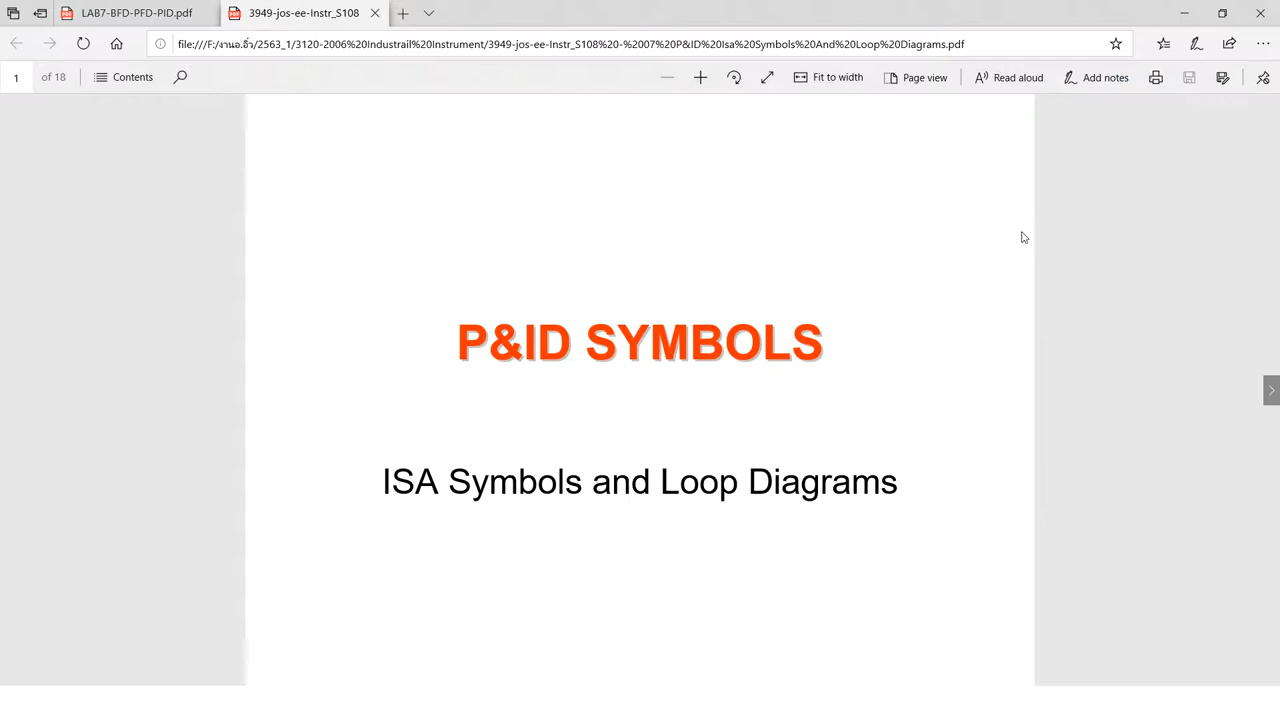 LAB7-BFD-PFD-PID.pdf
3949-jos-ee-Instr_S108
file:///F:/งานอ.อิ๋ว/2563_1/3120-2006%20Industrail%20Instrument/3949-jos-ee-Instr_S108%20-%2007%20P&ID%20Isa%20Symbols%20And%20Loop%20Diagrams.pdf
1 of 18 Contents Fit to width Page view Read aloud Add notes
P&ID SYMBOLS
ISA Symbols and Loop Diagrams